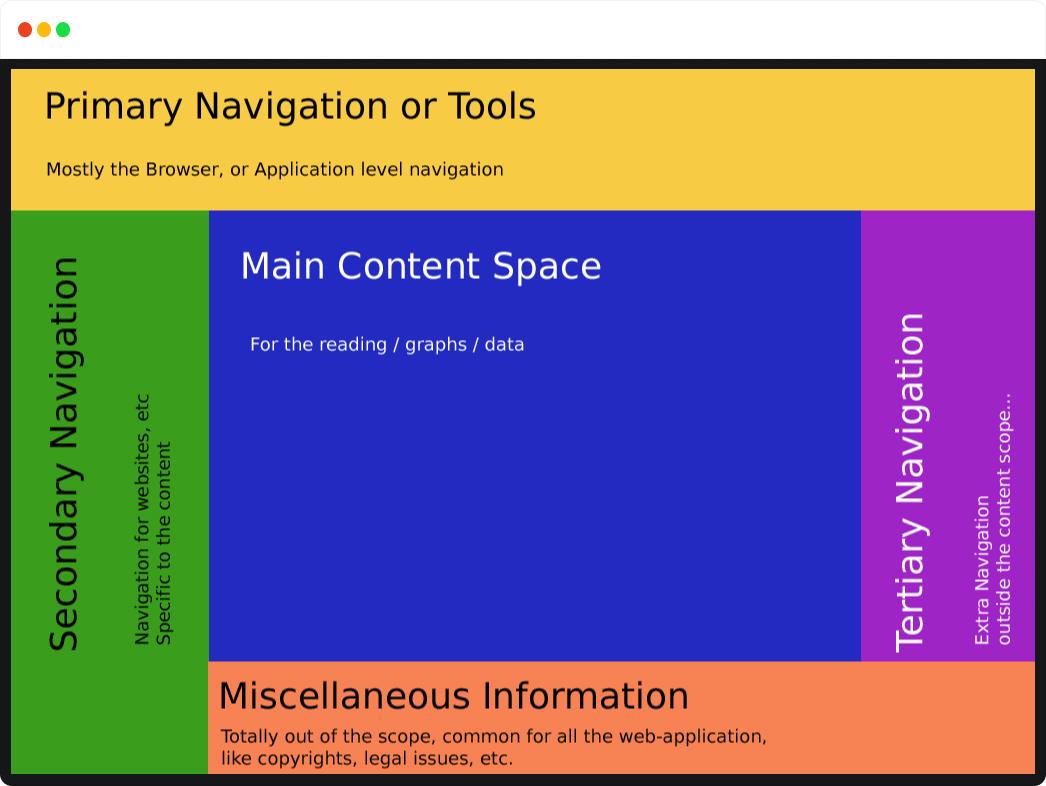 Primary Navigation or Tools
Mostly the Browser, or Application level navigation
Secondary Navigation
Navigation for websites, etc
Specific to the content
Main Content Space
For the reading / graphs / data
Tertiary Navigation
Extra Navigation
outside the content scope...
Miscellaneous Information
Totally out of the scope, common for all the web-application,
like copyrights, legal issues, etc.